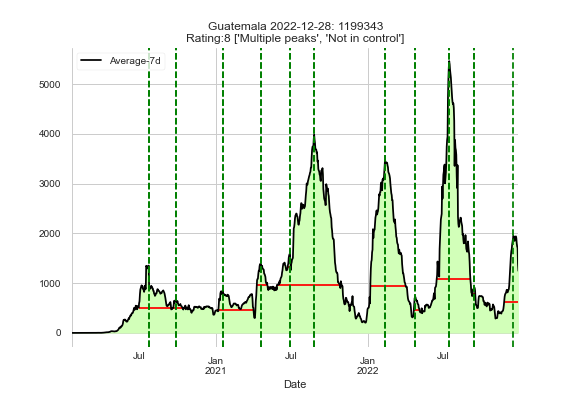 Guatemala 2022-12-28: 1199343
Rating:8 ['Multiple peaks', 'Not in control']
Average-7d
5000
4000
3000
2000
1000
0
Jul
Jan
2021
Jul
Jan
2022
Jul
Date